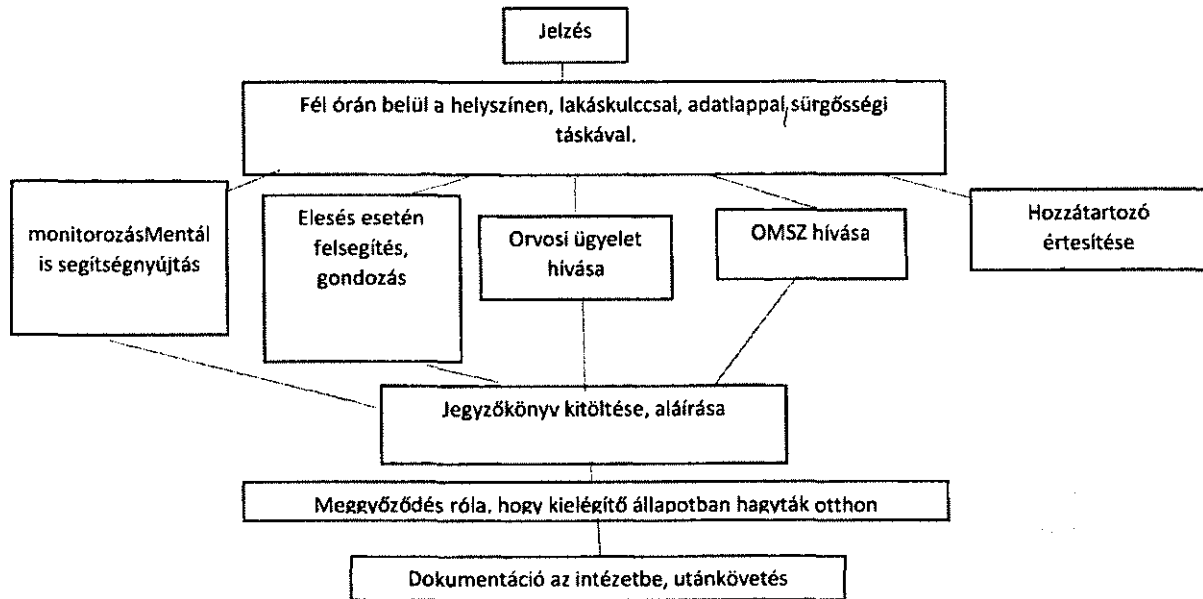 Jelzés
Fél órán belül a helyszínen, lakáskulccsal, adatlappal, sürgősségi
táskával.
monitorozásMentál
is segítségnyújtás
Elesés esetén
felsegítés,
gondozás
Orvosi ügyelet
hívása
OMSZ hívása
Hozzátartozó
értesítése
Jegyzőkönyv kitöltése, aláírása
Meggyőződés róla, hogy kielégítő állapotban hagyták otthon
Dokumentáció az intézetbe, utánkövetés